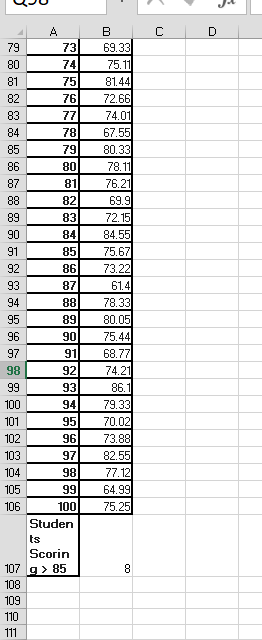 Q98 fx
A B C D
79 73 69.33
80 74 75.11
81 75 81.44
82 76 72.66
83 77 74.01
84 78 67.55
85 79 80.33
86 80 78.11
87 81 76.21
88 82 69.9
89 83 72.15
90 84 84.55
91 85 75.67
92 86 73.22
93 87 61.4
94 88 78.33
95 89 80.05
96 90 75.44
97 91 68.77
98 92 74.21
99 93 86.1
100 94 79.33
101 95 70.02
102 96 73.88
103 97 82.55
104 98 77.12
105 99 64.99
106 100 75.25
Studen
ts
Scorin
107 g > 85 8
108
109
110
111